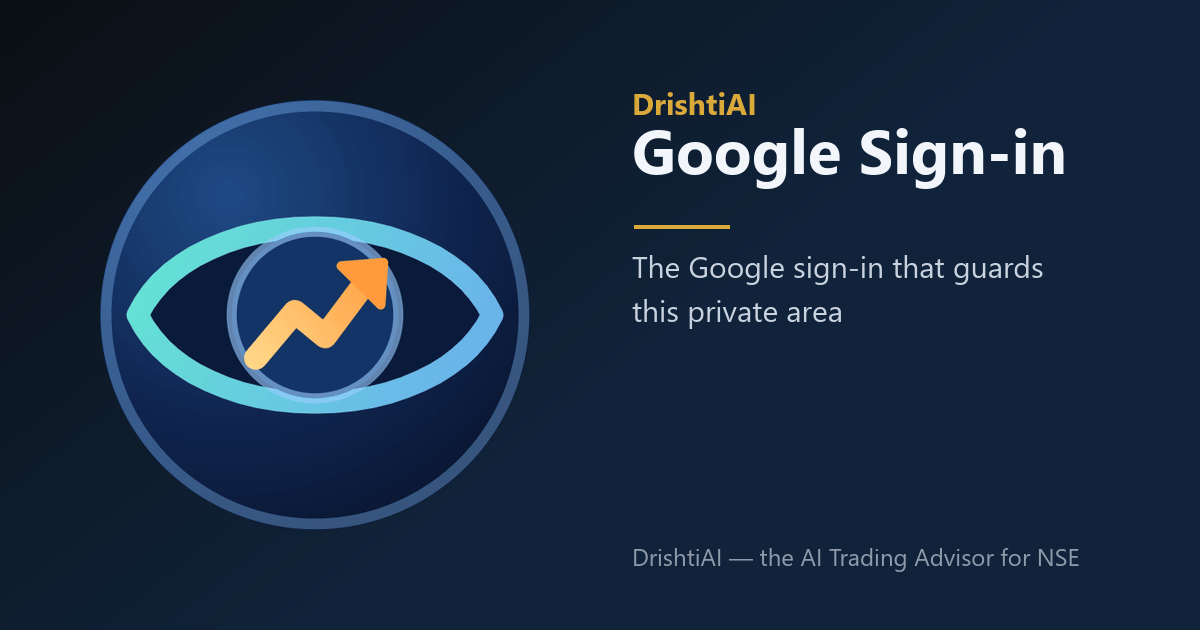 DrishtiAI
Google Sign-in
The Google sign-in that guards
this private area
DrishtiAI — the AI Trading Advisor for NSE